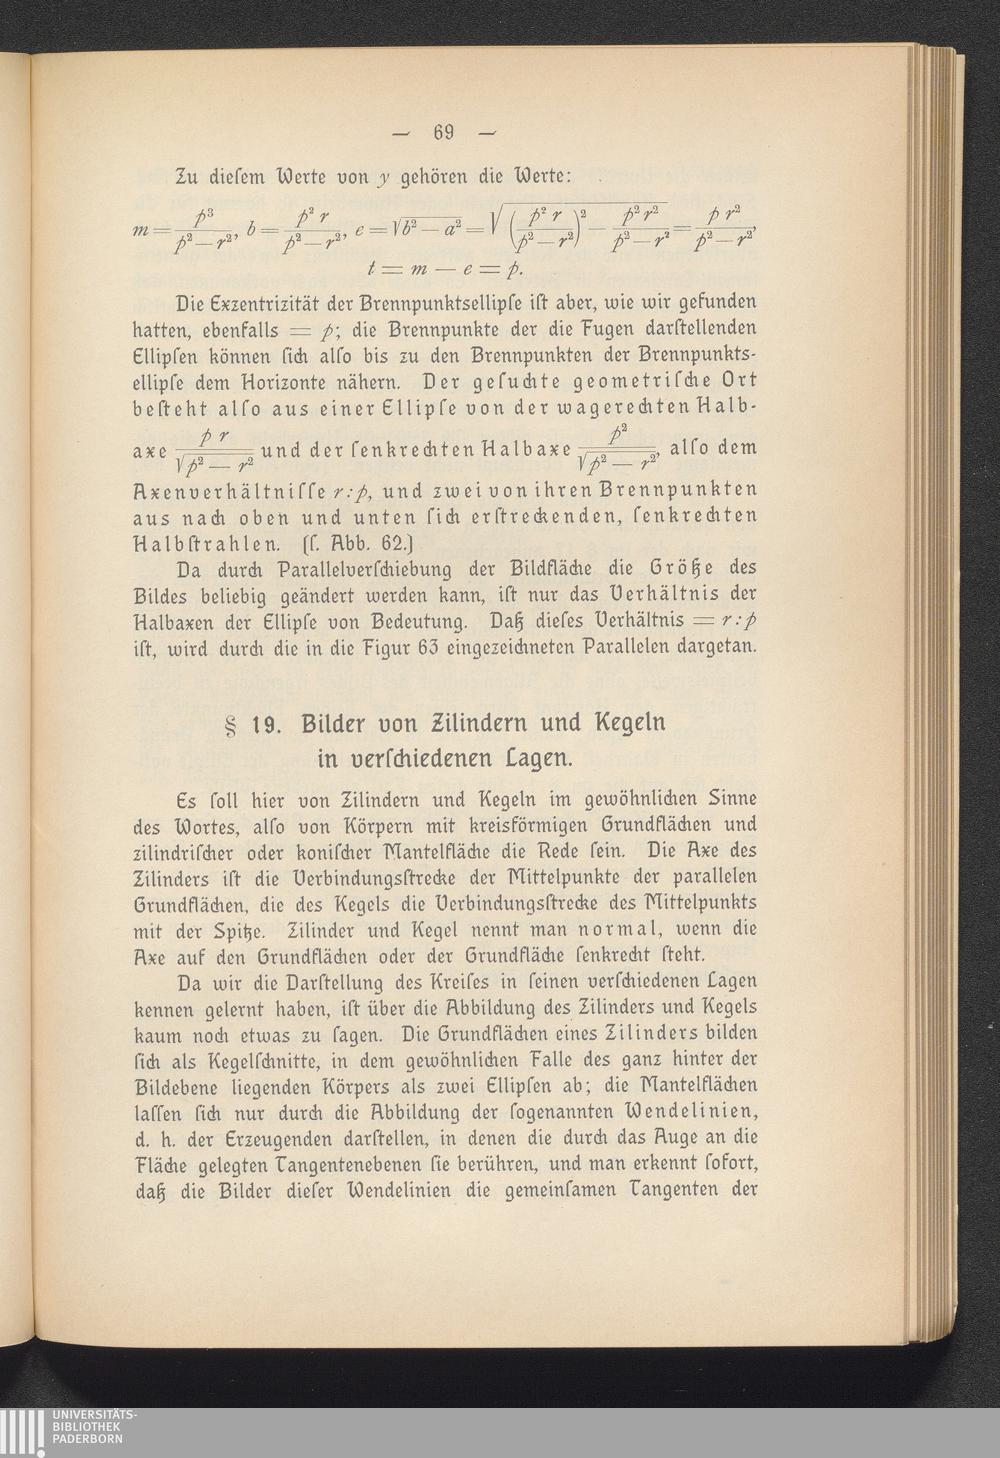 — 69 —
Zu dieſem Werte von y gehören die Werte:
m = p³/(p² — r²), b = p² r/(p² — r²), e = √(b² — a²) = √((p² r/(p² — r²))² — p² r²/(p² — r²)) = p r²/(p² — r²),
t = m — e = p.
Die Exzentrizität der Brennpunktsellipſe iſt aber, wie wir gefunden
hatten, ebenfalls = p; die Brennpunkte der die Fugen darſtellenden
Ellipſen können ſich alſo bis zu den Brennpunkten der Brennpunkts-
ellipſe dem Horizonte nähern. Der geſuchte geometriſche Ort
beſteht alſo aus einer Ellipſe von der wagerechten Halb-
axe p r/√(p² — r²) und der ſenkrechten Halbaxe p²/√(p² — r²), alſo dem
Axenverhältniſſe r:p, und zwei von ihren Brennpunkten
aus nach oben und unten ſich erſtreckenden, ſenkrechten
Halbſtrahlen. (ſ. Abb. 62.)
Da durch Parallelverſchiebung der Bildfläche die Größe des
Bildes beliebig geändert werden kann, iſt nur das Verhältnis der
Halbaxen der Ellipſe von Bedeutung. Daß dieſes Verhältnis = r:p
iſt, wird durch die in die Figur 63 eingezeichneten Parallelen dargetan.
§ 19. Bilder von Zilindern und Kegeln
in verſchiedenen Lagen.
Es ſoll hier von Zilindern und Kegeln im gewöhnlichen Sinne
des Wortes, alſo von Körpern mit kreisförmigen Grundflächen und
zilindriſcher oder koniſcher Mantelfläche die Rede ſein. Die Axe des
Zilinders iſt die Verbindungsſtrecke der Mittelpunkte der parallelen
Grundflächen, die des Kegels die Verbindungsſtrecke des Mittelpunkts
mit der Spitze. Zilinder und Kegel nennt man normal, wenn die
Axe auf den Grundflächen oder der Grundfläche ſenkrecht ſteht.
Da wir die Darſtellung des Kreiſes in ſeinen verſchiedenen Lagen
kennen gelernt haben, iſt über die Abbildung des Zilinders und Kegels
kaum noch etwas zu ſagen. Die Grundflächen eines Zilinders bilden
ſich als Kegelſchnitte, in dem gewöhnlichen Falle des ganz hinter der
Bildebene liegenden Körpers als zwei Ellipſen ab; die Mantelflächen
laſſen ſich nur durch die Abbildung der ſogenannten Wendelinien,
d. h. der Erzeugenden darſtellen, in denen die durch das Auge an die
Fläche gelegten Tangentenebenen ſie berühren, und man erkennt ſofort,
daß die Bilder dieſer Wendelinien die gemeinſamen Tangenten der
UNIVERSITÄTS-
BIBLIOTHEK
PADERBORN